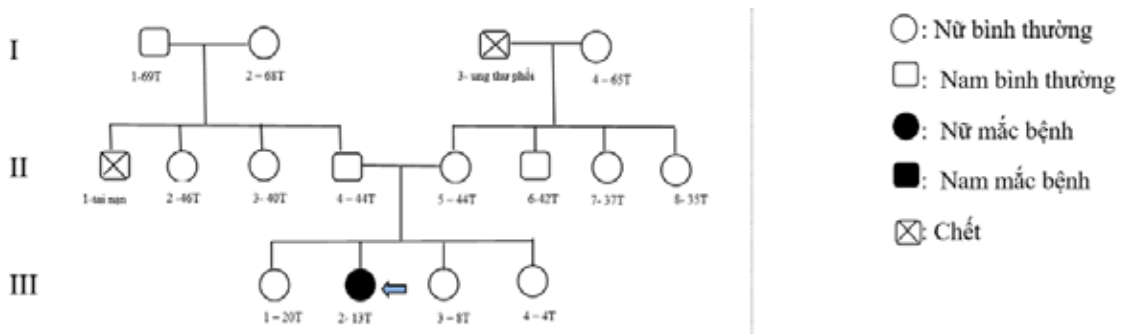 I
1-69T
2 – 68T
3- ung thư phổi
4 – 65T
II
1-tai nạn
2 -46T
3- 40T
4 – 44T
5 – 44T
6-42T
7- 37T
8- 35T
III
1 – 20T
2- 13T
3 – 8T
4 – 4T
: Nữ bình thường
: Nam bình thường
: Nữ mắc bệnh
: Nam mắc bệnh
: Chết